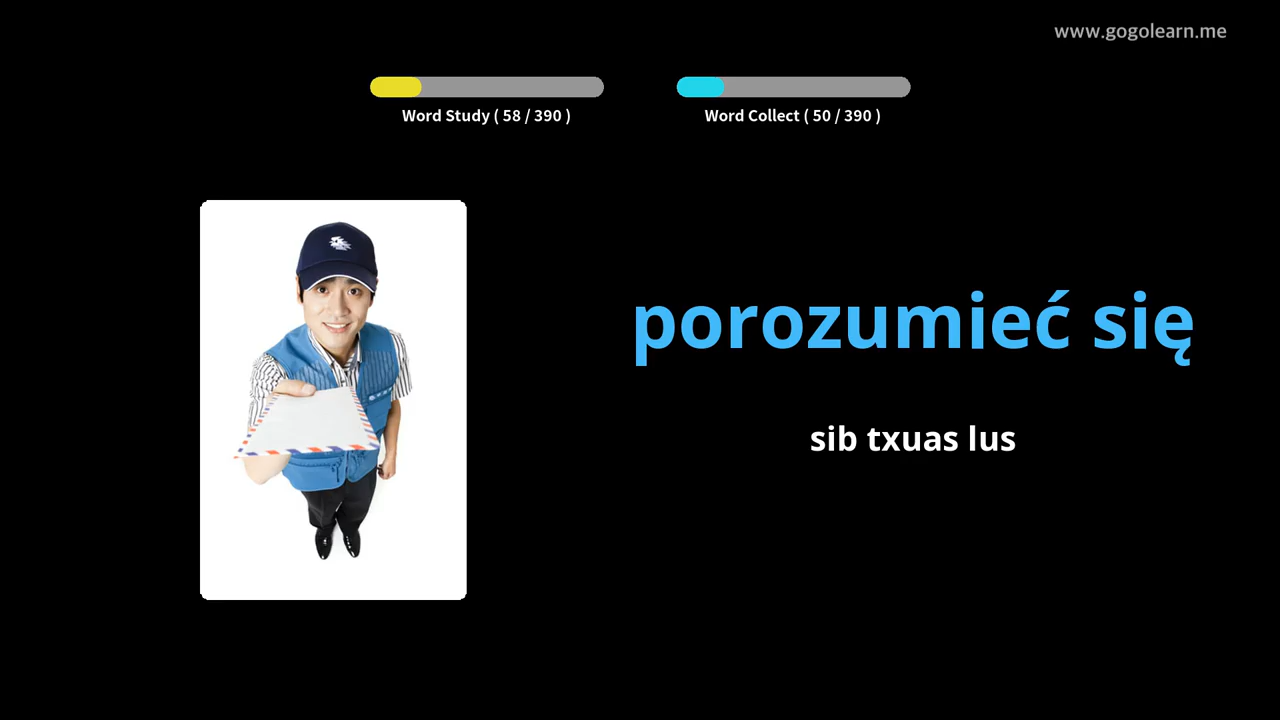 www.gogolearn.me
Word Study ( 58 / 390 )
Word Collect ( 50 / 390 )
porozumieć się
sib txuas lus